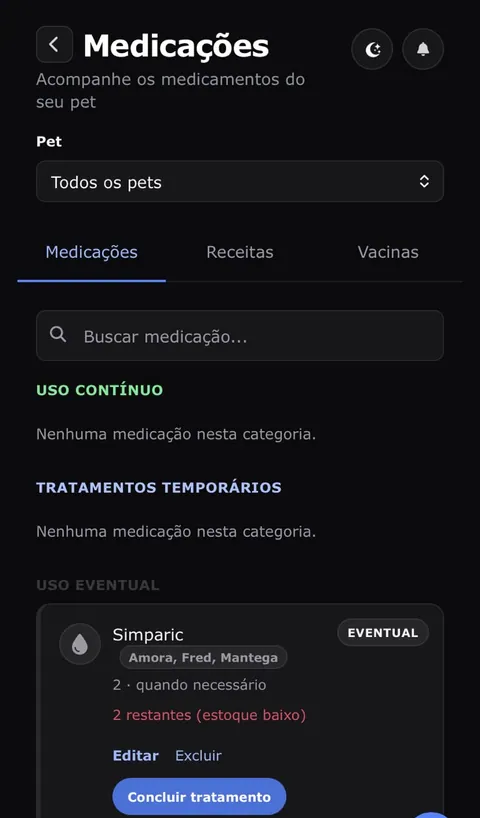 Medicações
Acompanhe os medicamentos do
seu pet
Pet
Todos os pets
Medicações
Receitas
Vacinas
Buscar medicação...
USO CONTÍNUO
Nenhuma medicação nesta categoria.
TRATAMENTOS TEMPORÁRIOS
Nenhuma medicação nesta categoria.
USO EVENTUAL
Simparic
EVENTUAL
Amora, Fred, Mantega
2 · quando necessário
2 restantes (estoque baixo)
Editar
Excluir
Concluir tratamento